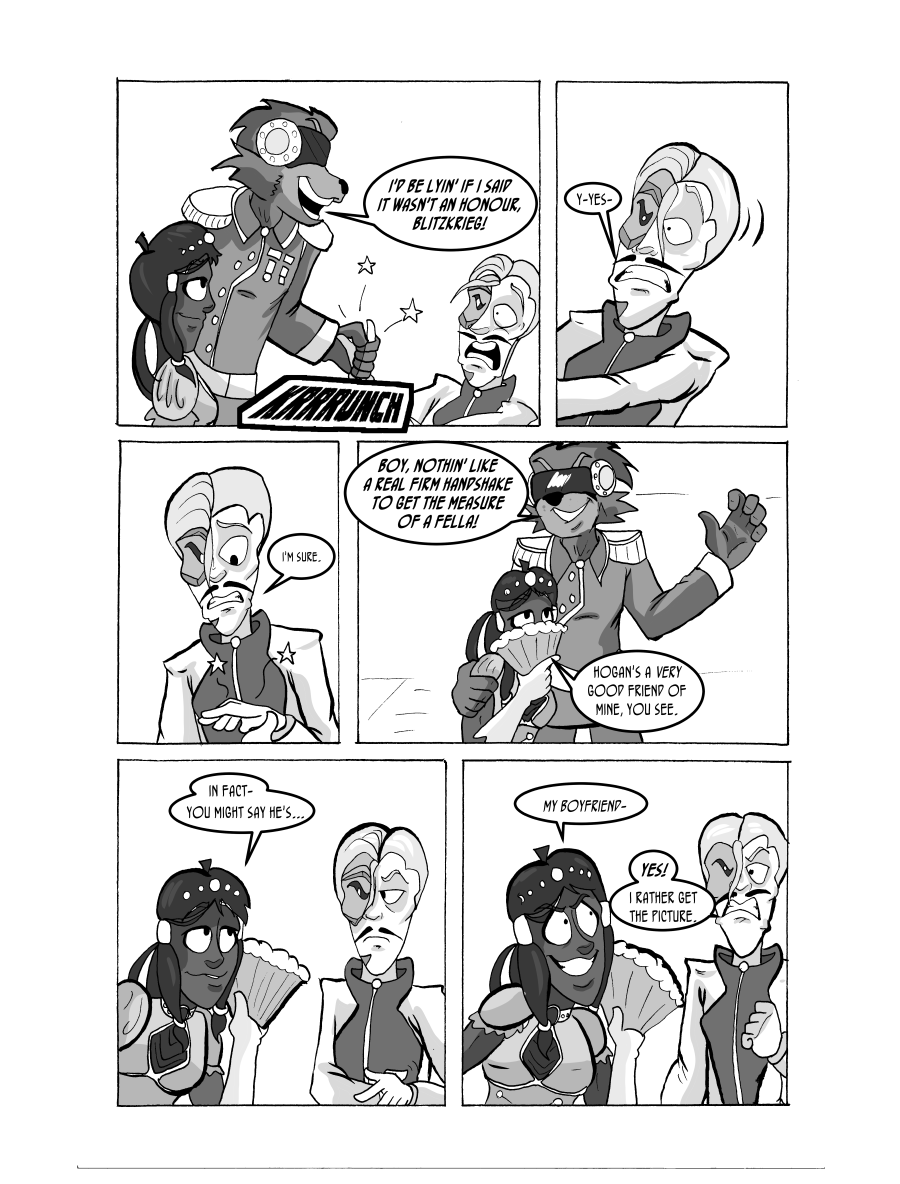 I'D BE LYIN' IF I SAID
IT WASN'T AN HONOUR,
BLITZKRIEG!
KRRRUNCH
Y-YES-
I'M SURE.
BOY, NOTHIN' LIKE
A REAL FIRM HANDSHAKE
TO GET THE MEASURE
OF A FELLA!
HOGAN'S A VERY
GOOD FRIEND OF
MINE, YOU SEE.
IN FACT-
YOU MIGHT SAY HE'S...
MY BOYFRIEND-
YES!
I RATHER GET
THE PICTURE.